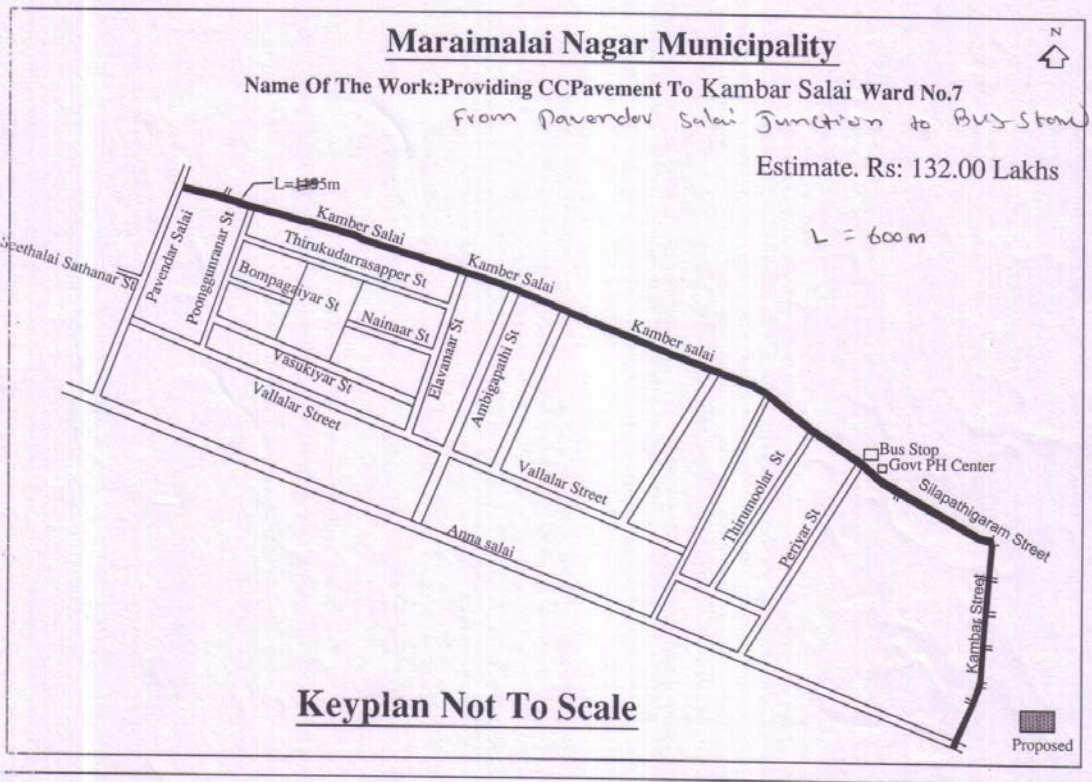 N
Maraimalai Nagar Municipality
Name Of The Work:Providing CCPavement To Kambar Salai Ward No.7
From Pavendor Salai Junction to Bus-Stand
Estimate. Rs: 132.00 Lakhs
L=1195m
L = 600m
Kamber Salai
Thirukudarrasapper St
Kamber Salai
Seethalai Sathanar St
Pavendar Salai
Poonggunranar St
Bompagaiyar St
Nainaar St
Kamber salai
Elavanaar St
Ambigapathi St
Vasukiyar St
Vallalar Street
Bus Stop
Govt PH Center
Vallalar Street
Thirumoolar St
Periyar St
Silapathigaram Street
Anna salai
Kambar Street
Keyplan Not To Scale
Proposed